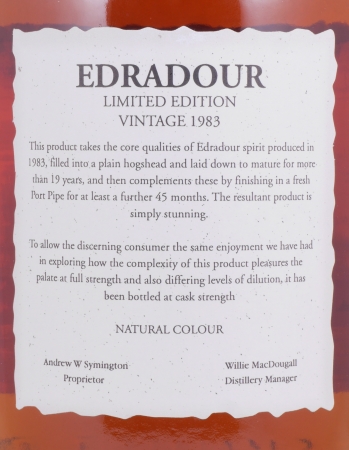 EDRADOUR
LIMITED EDITION
VINTAGE 1983
This product takes the core qualities of Edradour spirit produced in
1983, filled into a plain hogshead and laid down to mature for more
than 19 years, and then complements these by finishing in a fresh
Port Pipe for at least a further 45 months. The resultant product is
simply stunning.
To allow the discerning consumer the same enjoyment we have had
in exploring how the complexity of this product pleasures the
palate at full strength and also differing levels of dilution, it has
been bottled at cask strength
NATURAL COLOUR
Andrew W Symington
Proprietor
Willie MacDougall
Distillery Manager